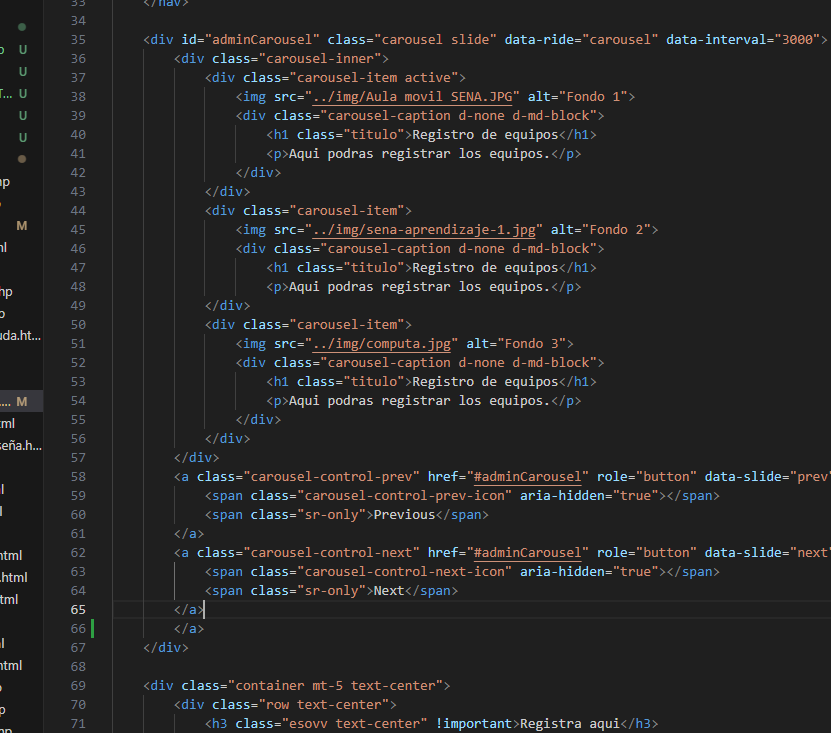 33 </nav>
34
35 <div id="adminCarousel" class="carousel slide" data-ride="carousel" data-interval="3000">
36 <div class="carousel-inner">
37 <div class="carousel-item active">
38 <img src="../img/Aula movil SENA.JPG" alt="Fondo 1">
39 <div class="carousel-caption d-none d-md-block">
40 <h1 class="titulo">Registro de equipos</h1>
41 <p>Aqui podras registrar los equipos.</p>
42 </div>
43 </div>
44 <div class="carousel-item">
45 <img src="../img/sena-aprendizaje-1.jpg" alt="Fondo 2">
46 <div class="carousel-caption d-none d-md-block">
47 <h1 class="titulo">Registro de equipos</h1>
48 <p>Aqui podras registrar los equipos.</p>
49 </div>
50 <div class="carousel-item">
51 <img src="../img/computa.jpg" alt="Fondo 3">
52 <div class="carousel-caption d-none d-md-block">
53 <h1 class="titulo">Registro de equipos</h1>
54 <p>Aqui podras registrar los equipos.</p>
55 </div>
56 </div>
57 </div>
58 <a class="carousel-control-prev" href="#adminCarousel" role="button" data-slide="prev"
59 <span class="carousel-control-prev-icon" aria-hidden="true"></span>
60 <span class="sr-only">Previous</span>
61 </a>
62 <a class="carousel-control-next" href="#adminCarousel" role="button" data-slide="next"
63 <span class="carousel-control-next-icon" aria-hidden="true"></span>
64 <span class="sr-only">Next</span>
65 </a>
66 </a>
67 </div>
68
69 <div class="container mt-5 text-center">
70 <div class="row text-center">
71 <h3 class="esovv text-center" !important>Registra aqui</h3>
U
U
T... U
U
U
M
uda.ht...
.... M
seña.h...
html
.html
html